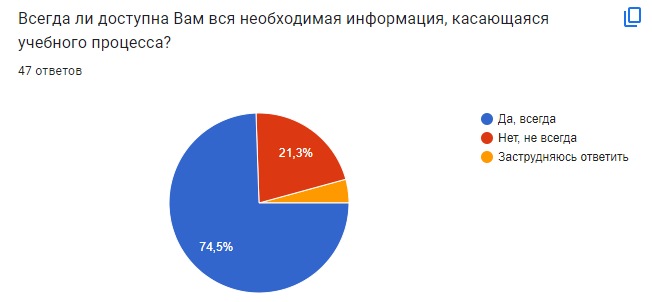 Всегда ли доступна Вам вся необходимая информация, касающаяся
учебного процесса?
47 ответов
Да, всегда
Нет, не всегда
Заструдняюсь ответить
21,3%
74,5%